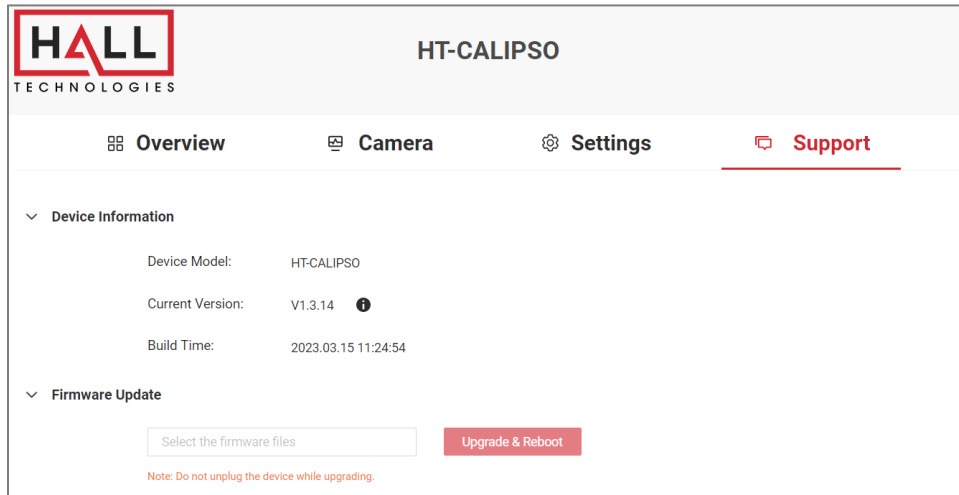 HALL
TECHNOLOGIES
HT-CALIPSO
Overview Camera Settings Support
Device Information
Device Model: HT-CALIPSO
Current Version: V1.3.14
Build Time: 2023.03.15 11:24:54
Firmware Update
Select the firmware files Upgrade & Reboot
Note: Do not unplug the device while upgrading.